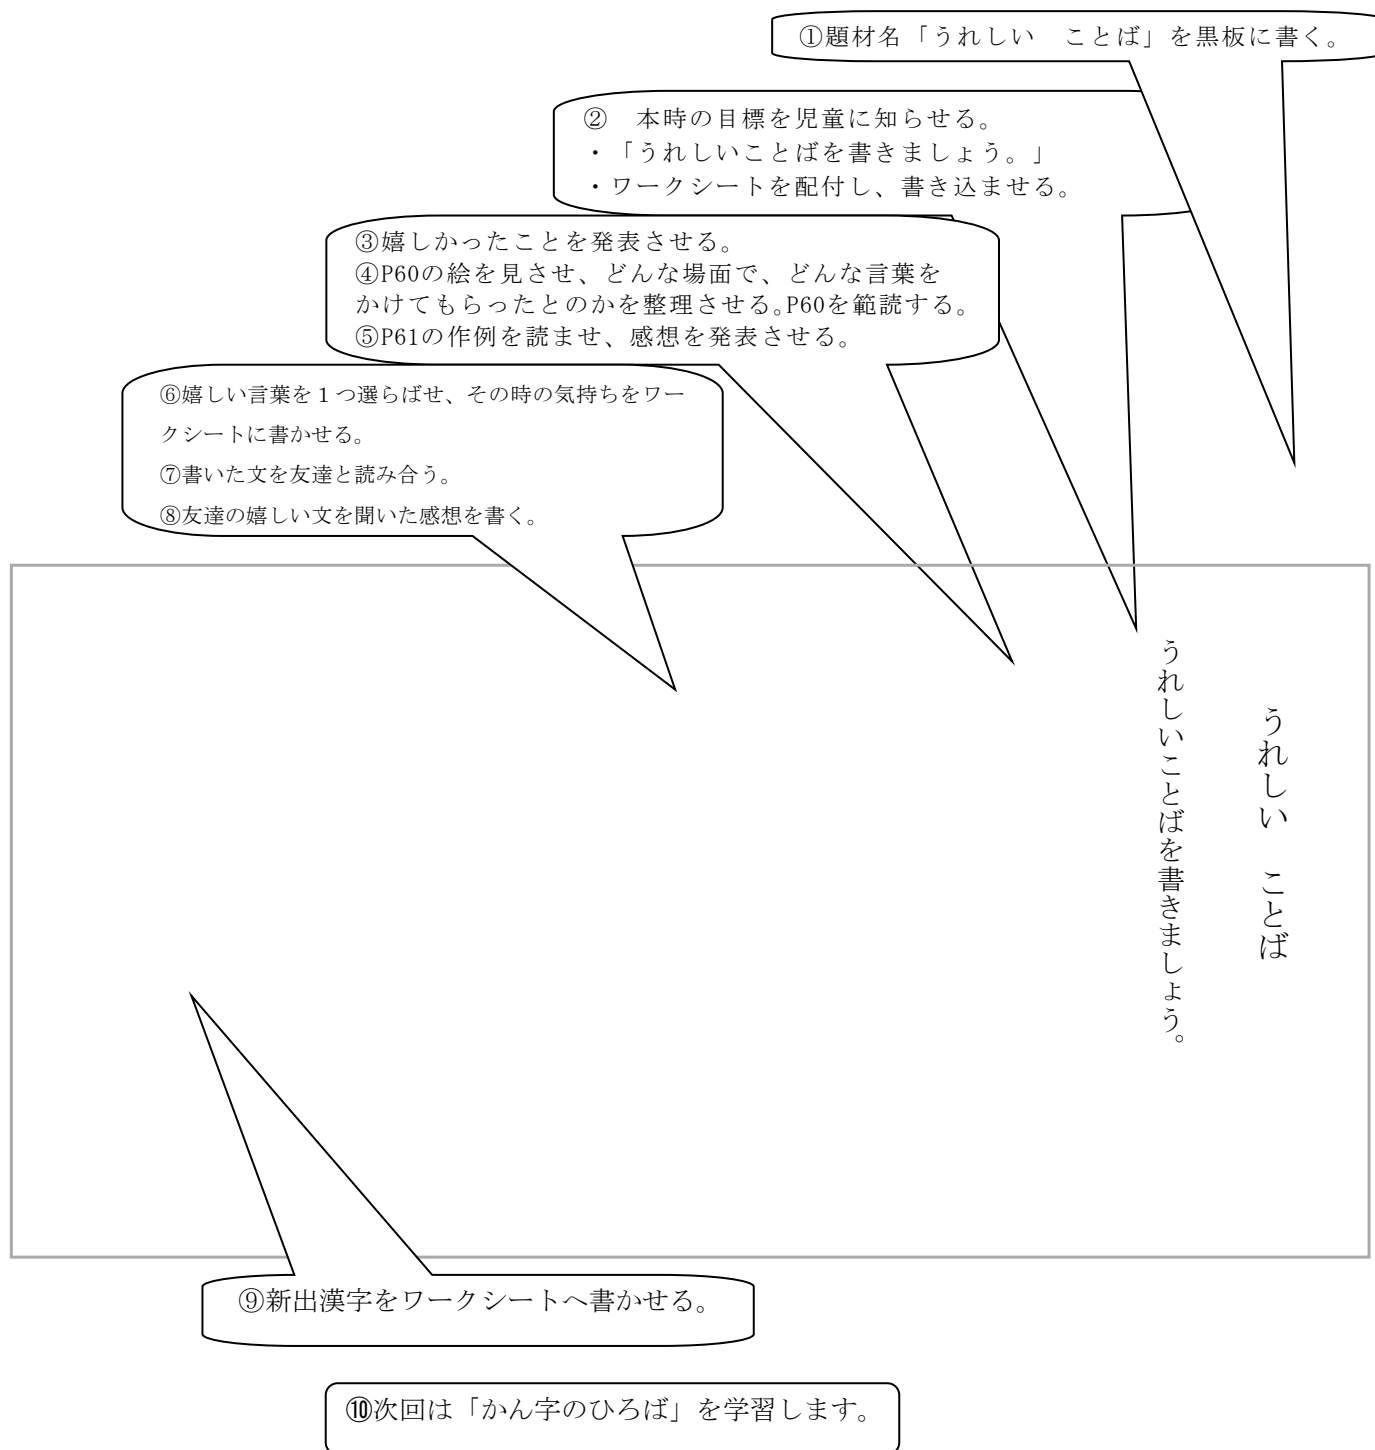 ①題材名「うれしい　ことば」を黒板に書く。
②　本時の目標を児童に知らせる。
・「うれしいことばを書きましょう。」
・ワークシートを配付し、書き込ませる。
③嬉しかったことを発表させる。
④P60の絵を見させ、どんな場面で、どんな言葉を
かけてもらったとのかを整理させる。P60を範読する。
⑤P61の作例を読ませ、感想を発表させる。
⑥嬉しい言葉を１つ選らばせ、その時の気持ちをワー
クシートに書かせる。
⑦書いた文を友達と読み合う。
⑧友達の嬉しい文を聞いた感想を書く。
うれしい　ことば
うれしいことばを書きましょう。
⑨新出漢字をワークシートへ書かせる。
⑩次回は「かん字のひろば」を学習します。